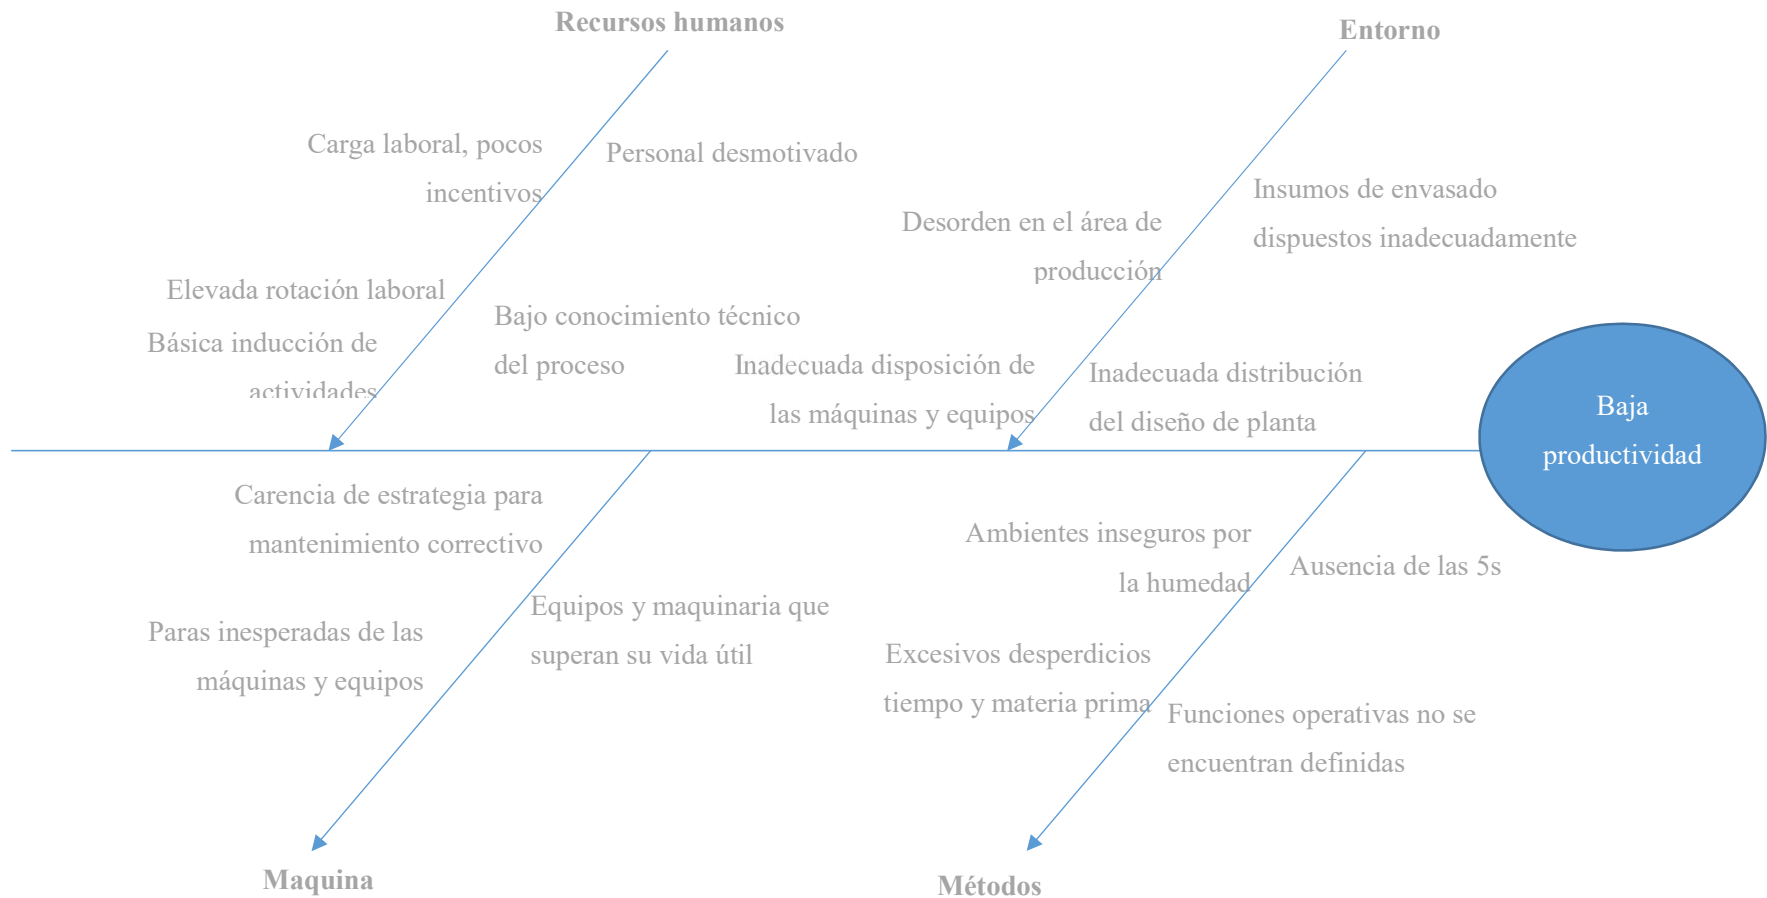 Recursos humanos
Entorno
Carga laboral, pocos
incentivos
Personal desmotivado
Elevada rotación laboral
Básica inducción de
actividades
Bajo conocimiento técnico
del proceso
Desorden en el área de
producción
Insumos de envasado
dispuestos inadecuadamente
Inadecuada disposición de
las máquinas y equipos
Inadecuada distribución
del diseño de planta
Baja
productividad
Carencia de estrategia para
mantenimiento correctivo
Paras inesperadas de las
máquinas y equipos
Equipos y maquinaria que
superan su vida útil
Ambientes inseguros por
la humedad
Ausencia de las 5s
Excesivos desperdicios
tiempo y materia prima
Funciones operativas no se
encuentran definidas
Maquina
Métodos